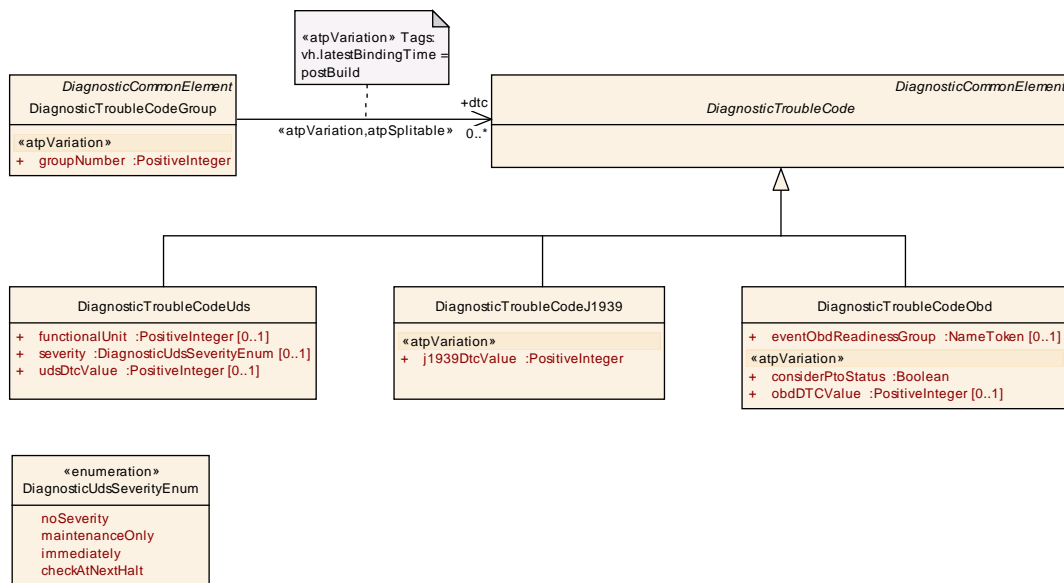 «atpVariation» Tags:
vh.latestBindingTime =
postBuild
DiagnosticCommonElement
DiagnosticTroubleCodeGroup
«atpVariation»
+ groupNumber :PositiveInteger
+dtc
«atpVariation,atpSplitable» 0..*
DiagnosticCommonElement
DiagnosticTroubleCode
DiagnosticTroubleCodeUds
+ functionalUnit :PositiveInteger [0..1]
+ severity :DiagnosticUdsSeverityEnum [0..1]
+ udsDtcValue :PositiveInteger [0..1]
DiagnosticTroubleCodeJ1939
«atpVariation»
+ j1939DtcValue :PositiveInteger
DiagnosticTroubleCodeObd
+ eventObdReadinessGroup :NameToken [0..1]
«atpVariation»
+ considerPtoStatus :Boolean
+ obdDTCValue :PositiveInteger [0..1]
«enumeration»
DiagnosticUdsSeverityEnum
noSeverity
maintenanceOnly
immediately
checkAtNextHalt